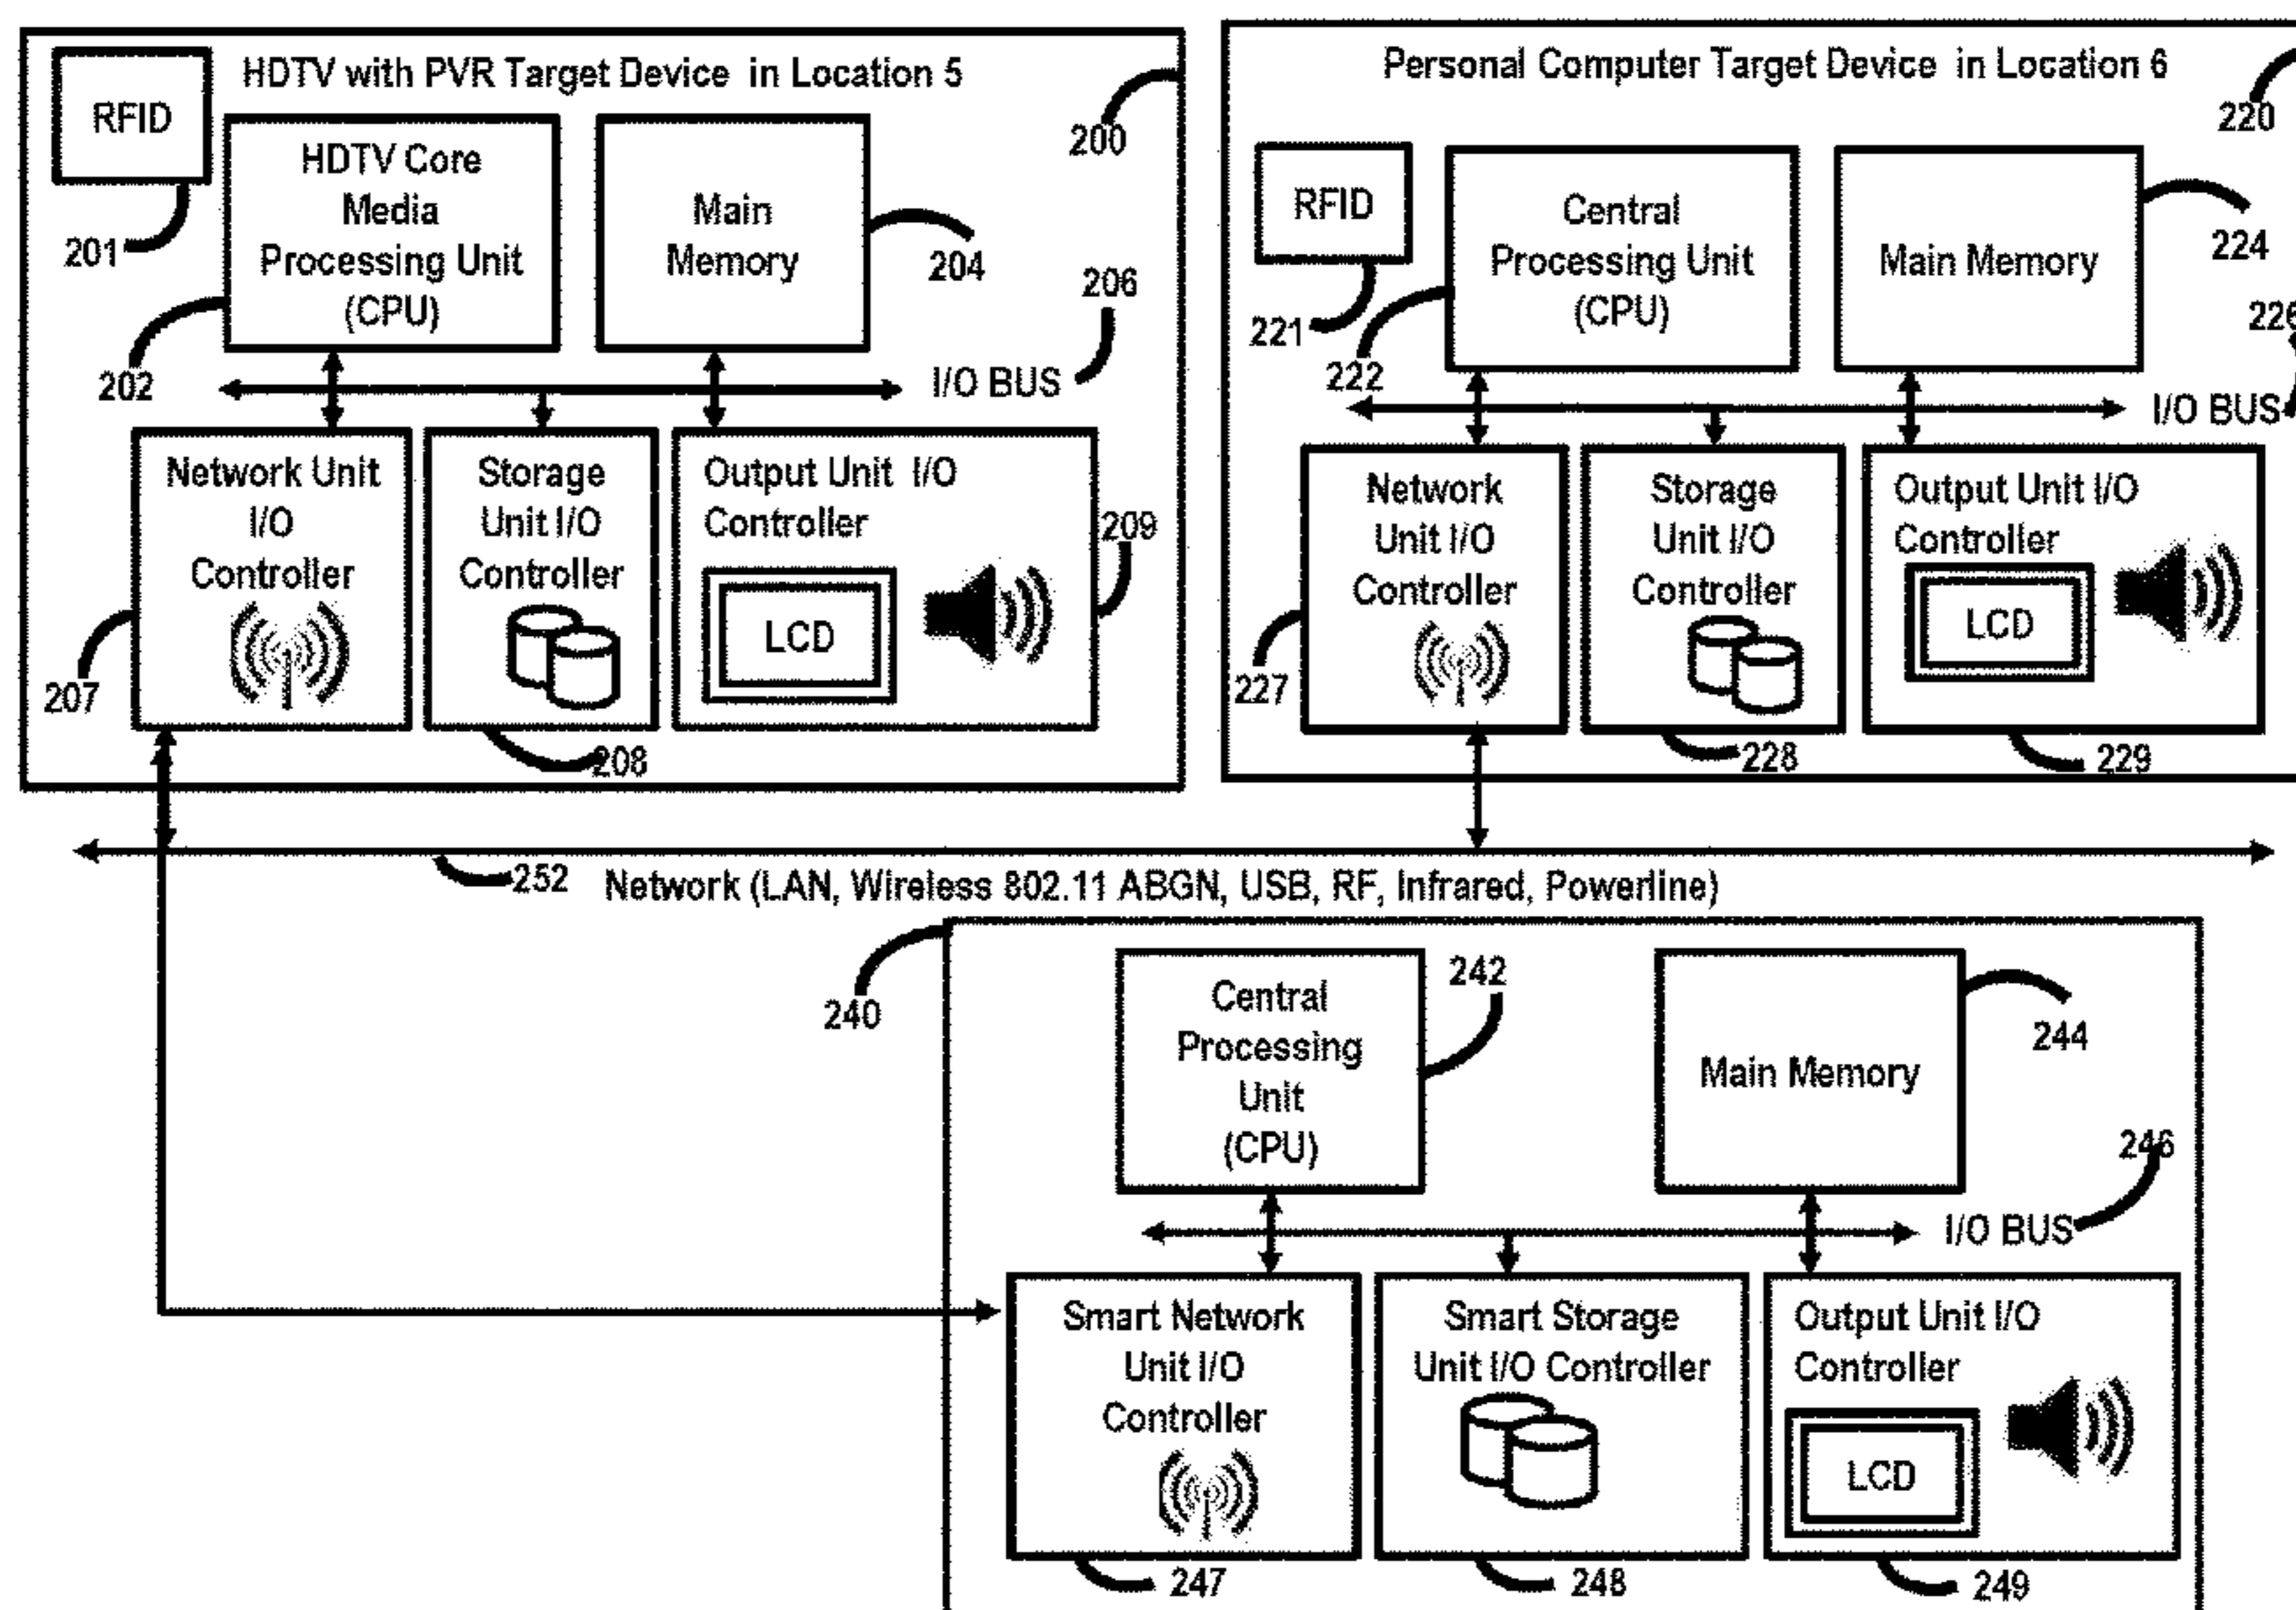 HDTV with PVR Target Device in Location 5
RFID
201
HDTV Core
Media
Processing Unit
(CPU)
202
Main
Memory
204
200
206
I/O BUS
Network Unit
I/O
Controller
207
Storage
Unit I/O
Controller
208
Output Unit I/O
Controller
LCD
209
Personal Computer Target Device in Location 6
220
RFID
221
Central
Processing Unit
(CPU)
222
Main Memory
224
226
I/O BUS
Network
Unit I/O
Controller
227
Storage
Unit I/O
Controller
228
Output Unit I/O
Controller
LCD
229
252
Network (LAN, Wireless 802.11 ABGN, USB, RF, Infrared, Powerline)
240
Central
Processing
Unit
(CPU)
242
Main Memory
244
246
I/O BUS
Smart Network
Unit I/O
Controller
247
Smart Storage
Unit I/O Controller
248
Output Unit I/O
Controller
LCD
249